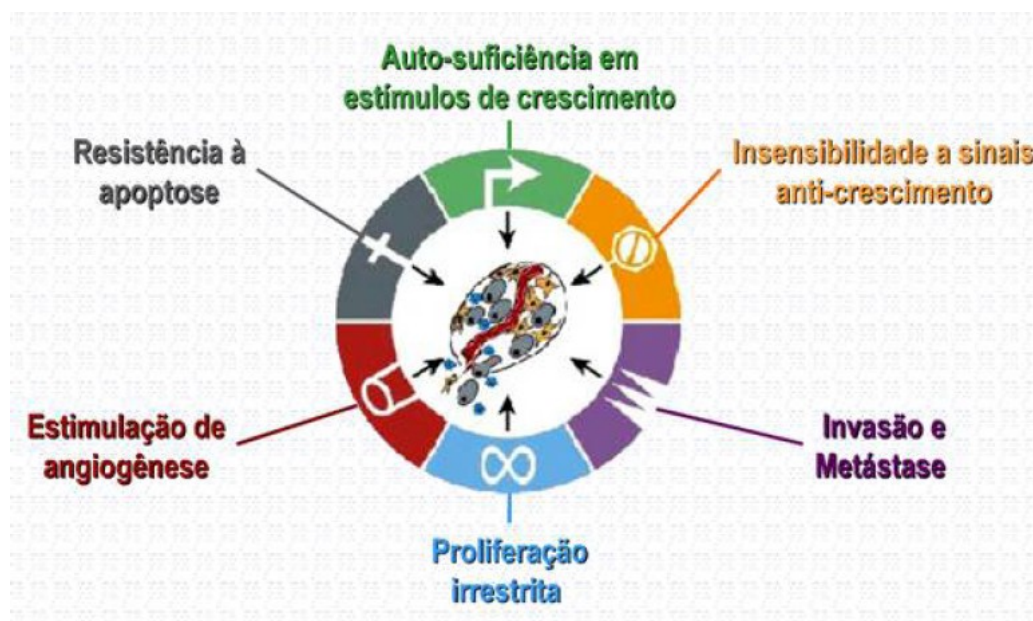 Auto-suficiência em
estímulos de crescimento
Resistência à
apoptose
Insensibilidade a sinais
anti-crescimento
Estimulação de
angiogênese
Invasão e
Metástase
Proliferação
irrestrita